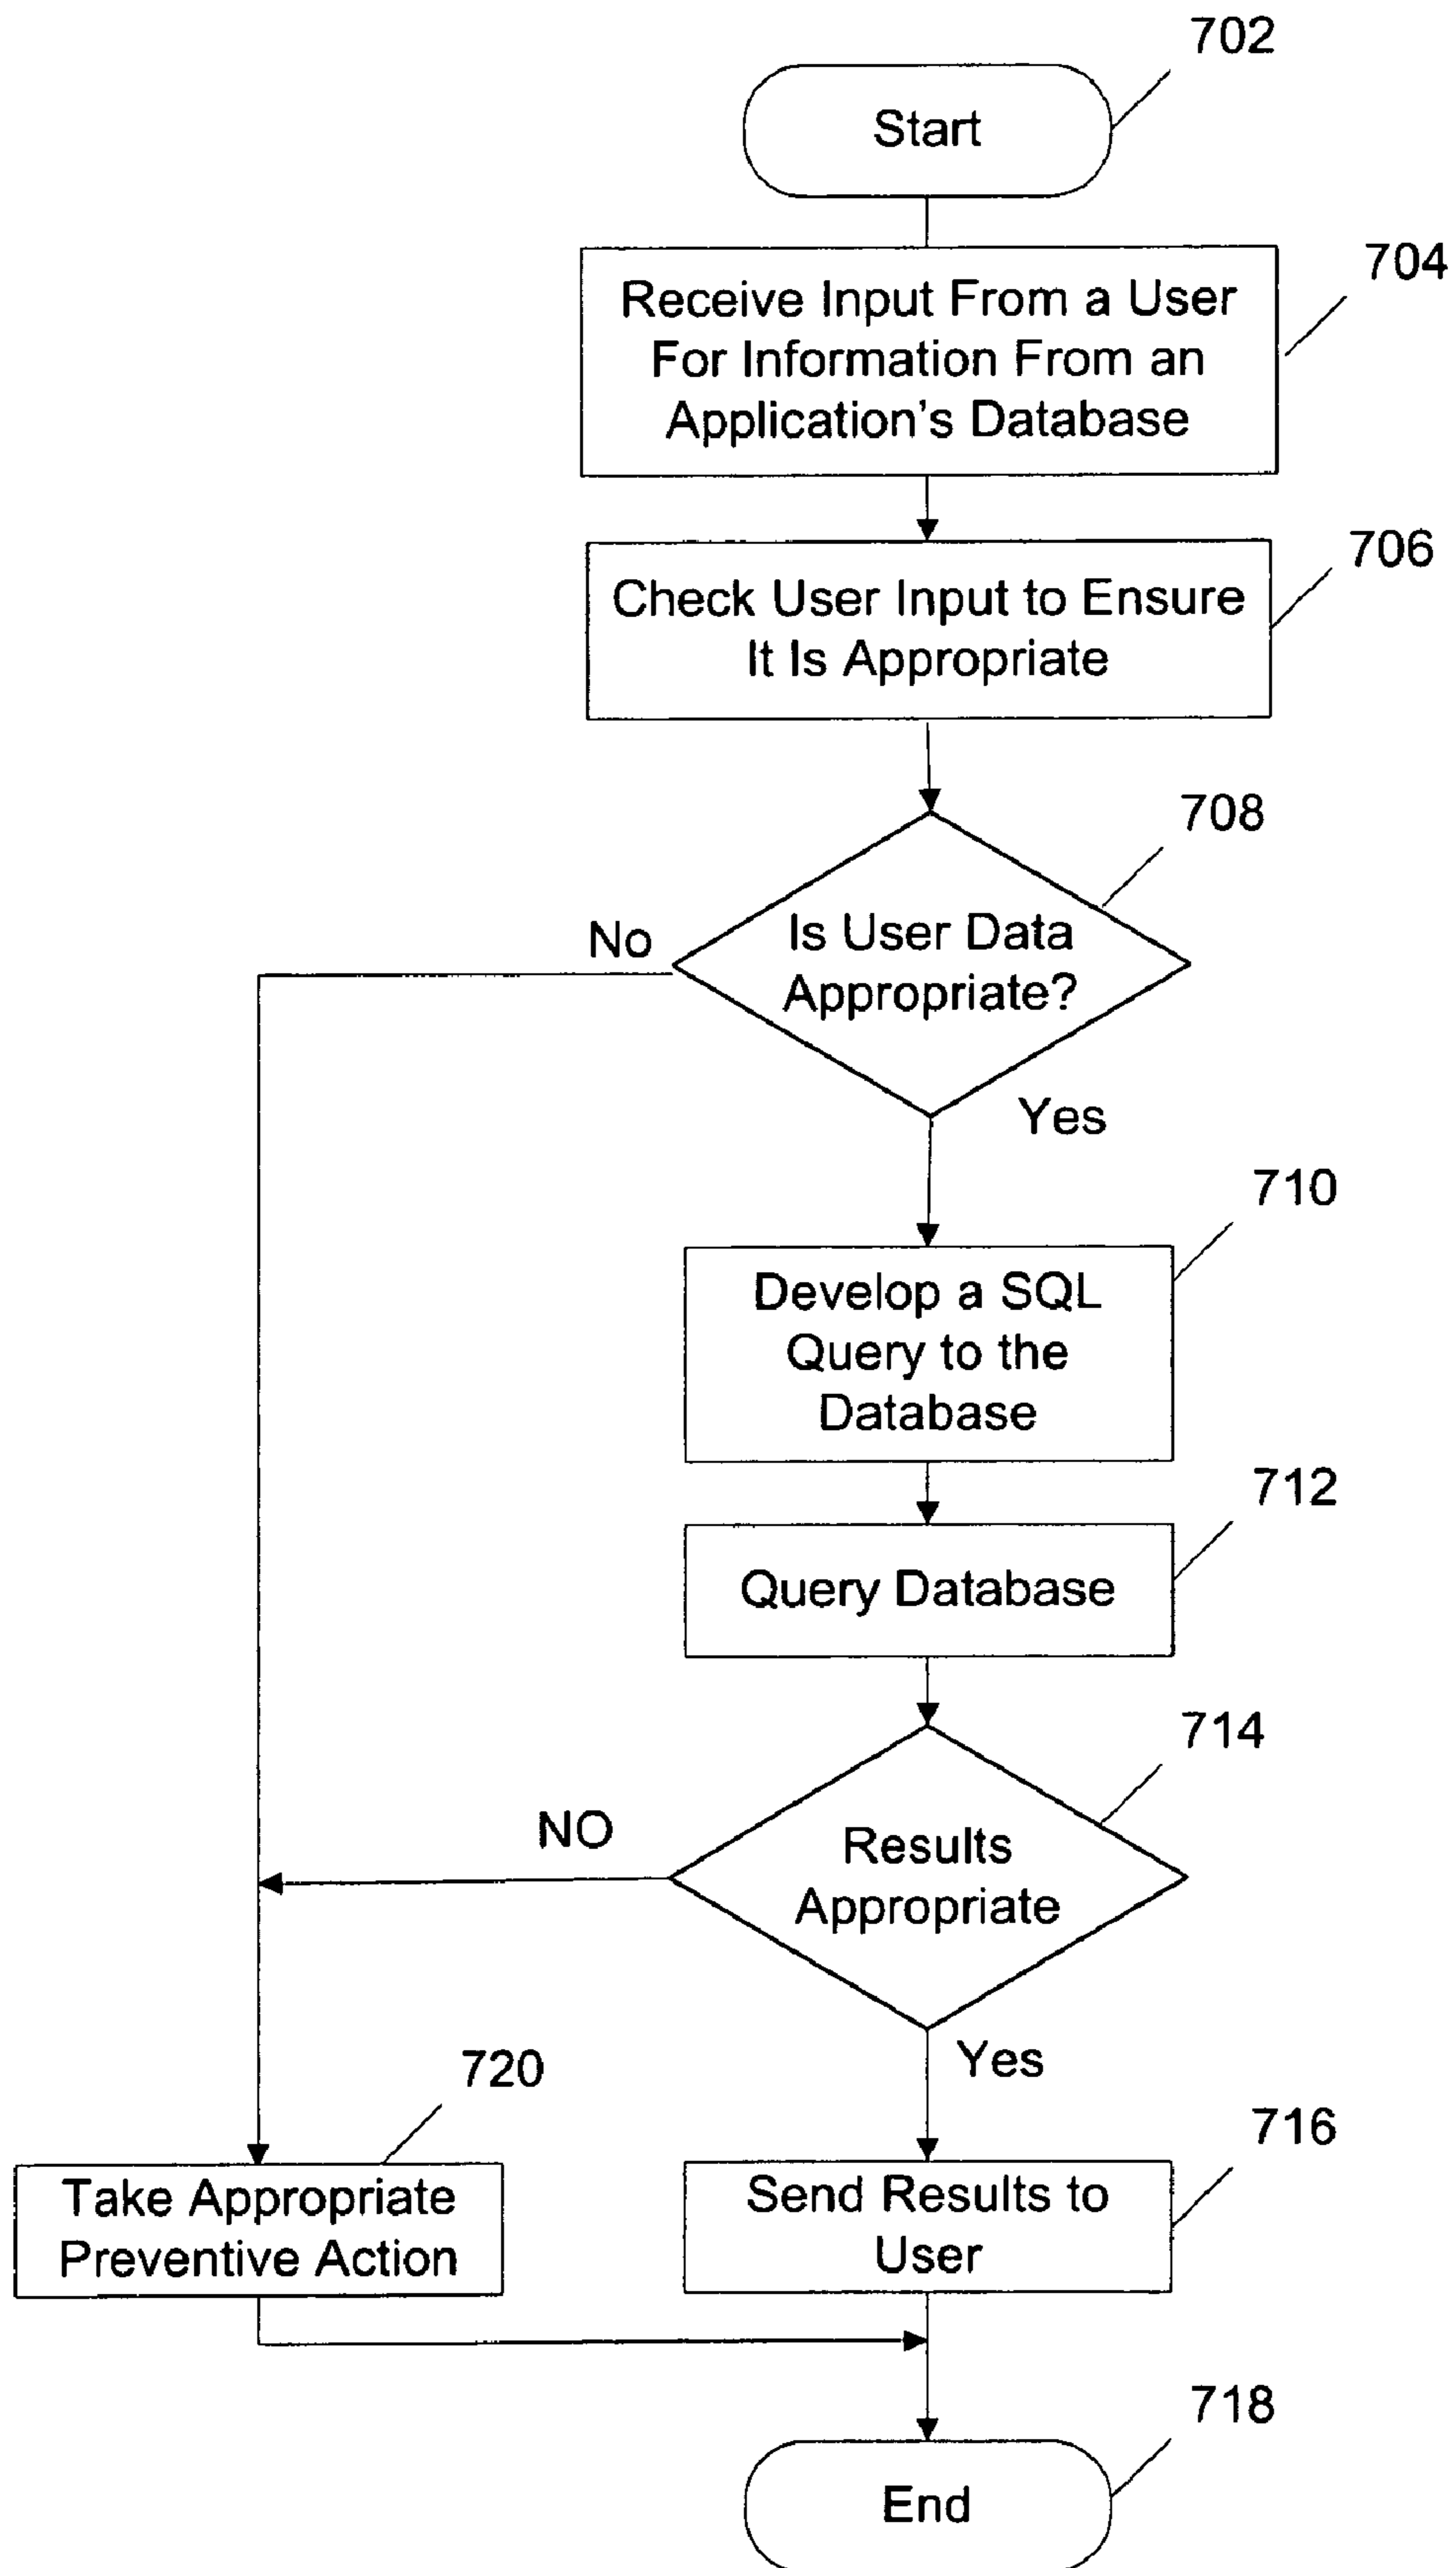 702
Start
704
Receive Input From a User
For Information From an
Application's Database
706
Check User Input to Ensure
It Is Appropriate
708
No
Is User Data
Appropriate?
Yes
710
Develop a SQL
Query to the
Database
712
Query Database
714
NO
Results
Appropriate
Yes
720
Take Appropriate
Preventive Action
716
Send Results to
User
718
End